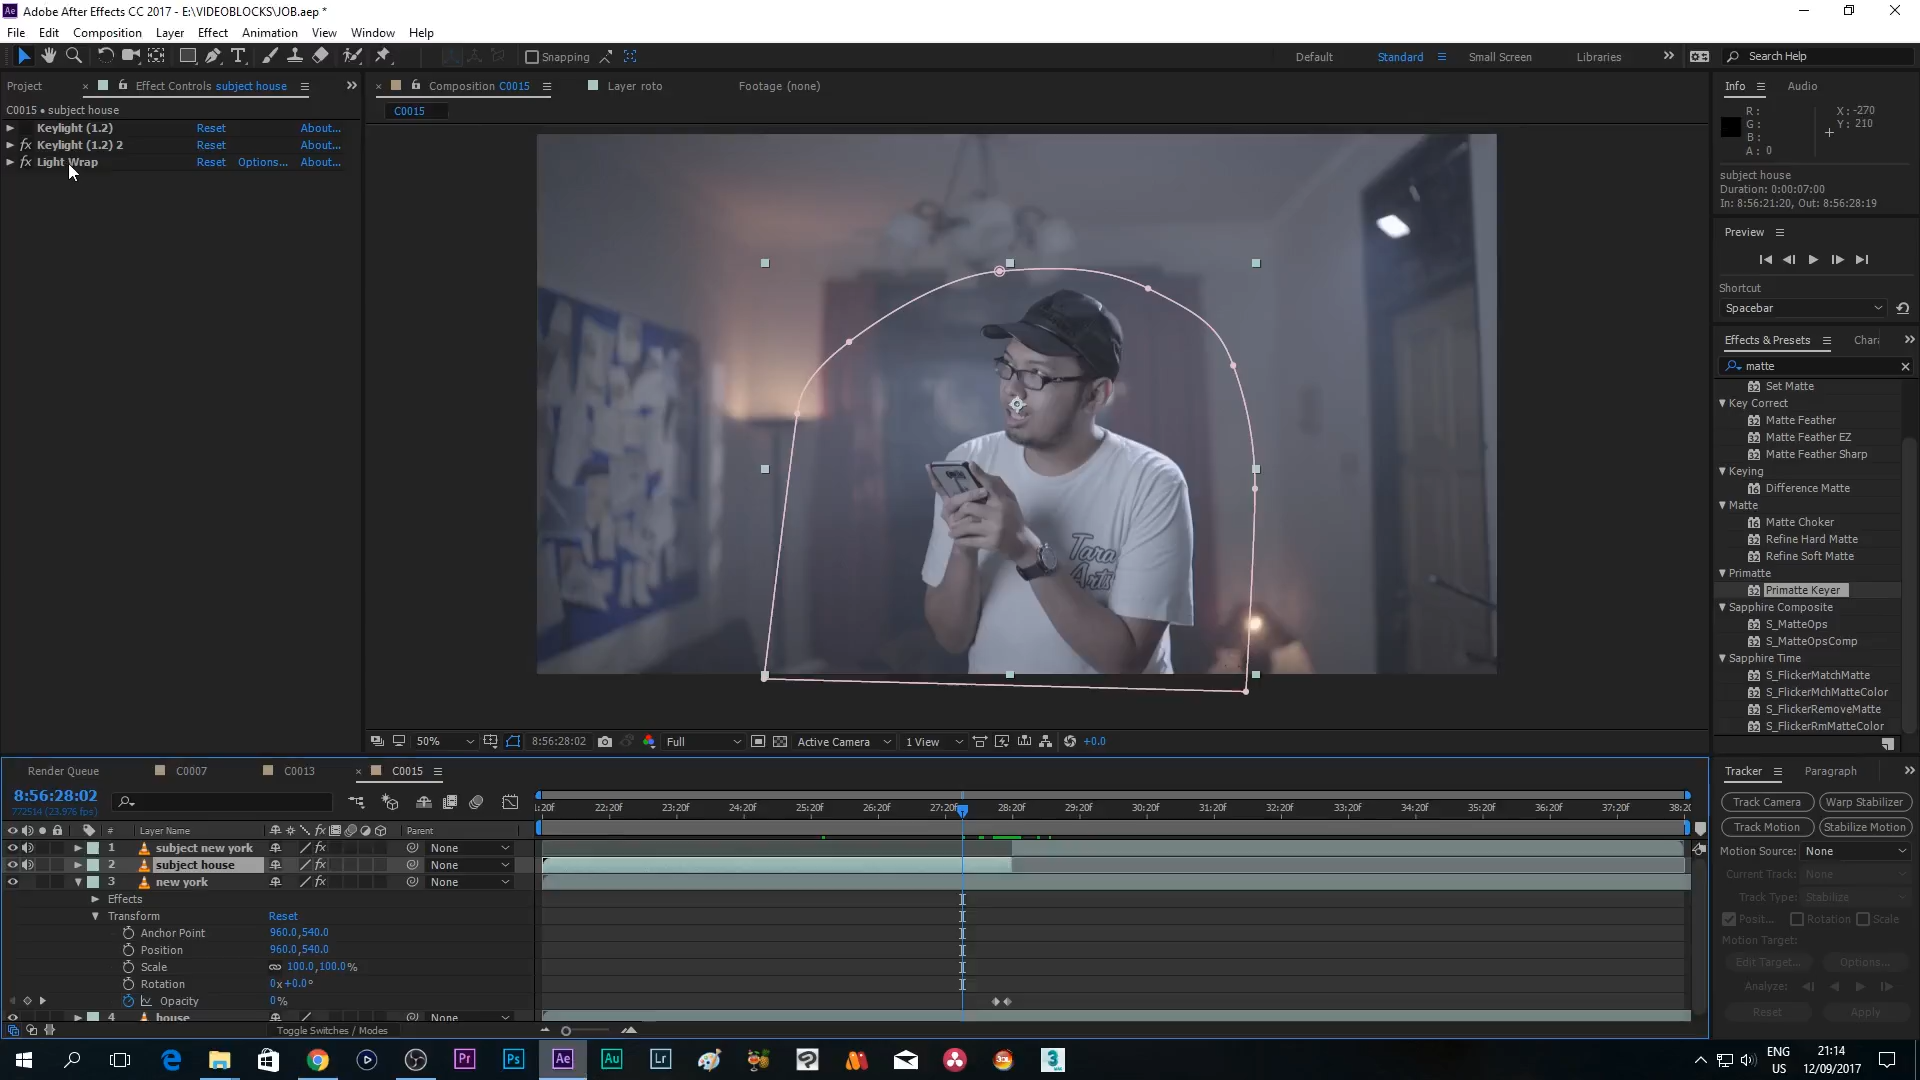 Adobe After Effects CC 2017 - E:\VIDEOBLOCKS\JOB.aep *
File Edit Composition Layer Effect Animation View Window Help
Snapping Default Standard Small Screen Libraries Search Help
Project Effect Controls subject house
C0015 • subject house
Keylight (1.2) Reset About...
Keylight (1.2) 2 Reset About...
Light Wrap Reset Options... About...
Composition C0015 Layer roto Footage (none)
C0015
Tara
Arts
50% 8:56:28:02 Full Active Camera 1 View +0.0
Info Audio
R : X: -270
G : Y: 210
B :
A : 0
subject house
Duration: 0:00:07:00
In: 8:56:21:20, Out: 8:56:28:19
Preview
Shortcut
Spacebar
Effects & Presets Chara
matte
Set Matte
Key Correct
Matte Feather
Matte Feather EZ
Matte Feather Sharp
Keying
Difference Matte
Matte
Matte Choker
Refine Hard Matte
Refine Soft Matte
Primatte
Primatte Keyer
Sapphire Composite
S_MatteOps
S_MatteOpsComp
Sapphire Time
S_FlickerMatchMatte
S_FlickerMchMatteColor
S_FlickerRemoveMatte
S_FlickerRmMatteColor
Render Queue C0007 C0013 C0015
8:56:28:02
772514 (23.976 fps)
1:20f 22:20f 23:20f 24:20f 25:20f 26:20f 27:20f 28:20f 29:20f 30:20f 31:20f 32:20f 33:20f 34:20f 35:20f 36:20f 37:20f 38:20
# Layer Name Parent
1 subject new york None
2 subject house None
3 new york None
Effects
Transform Reset
Anchor Point 960.0,540.0
Position 960.0,540.0
Scale 100.0,100.0%
Rotation 0x+0.0°
Opacity 0%
house None
Toggle Switches / Modes
Tracker Paragraph
Track Camera Warp Stabilizer
Track Motion Stabilize Motion
Motion Source: None
Current Track: None
Track Type: Stabilize
Posit... Rotation Scale
Motion Target:
Edit Target... Options...
Analyze:
Reset Apply
ENG
US
21:14
12/09/2017